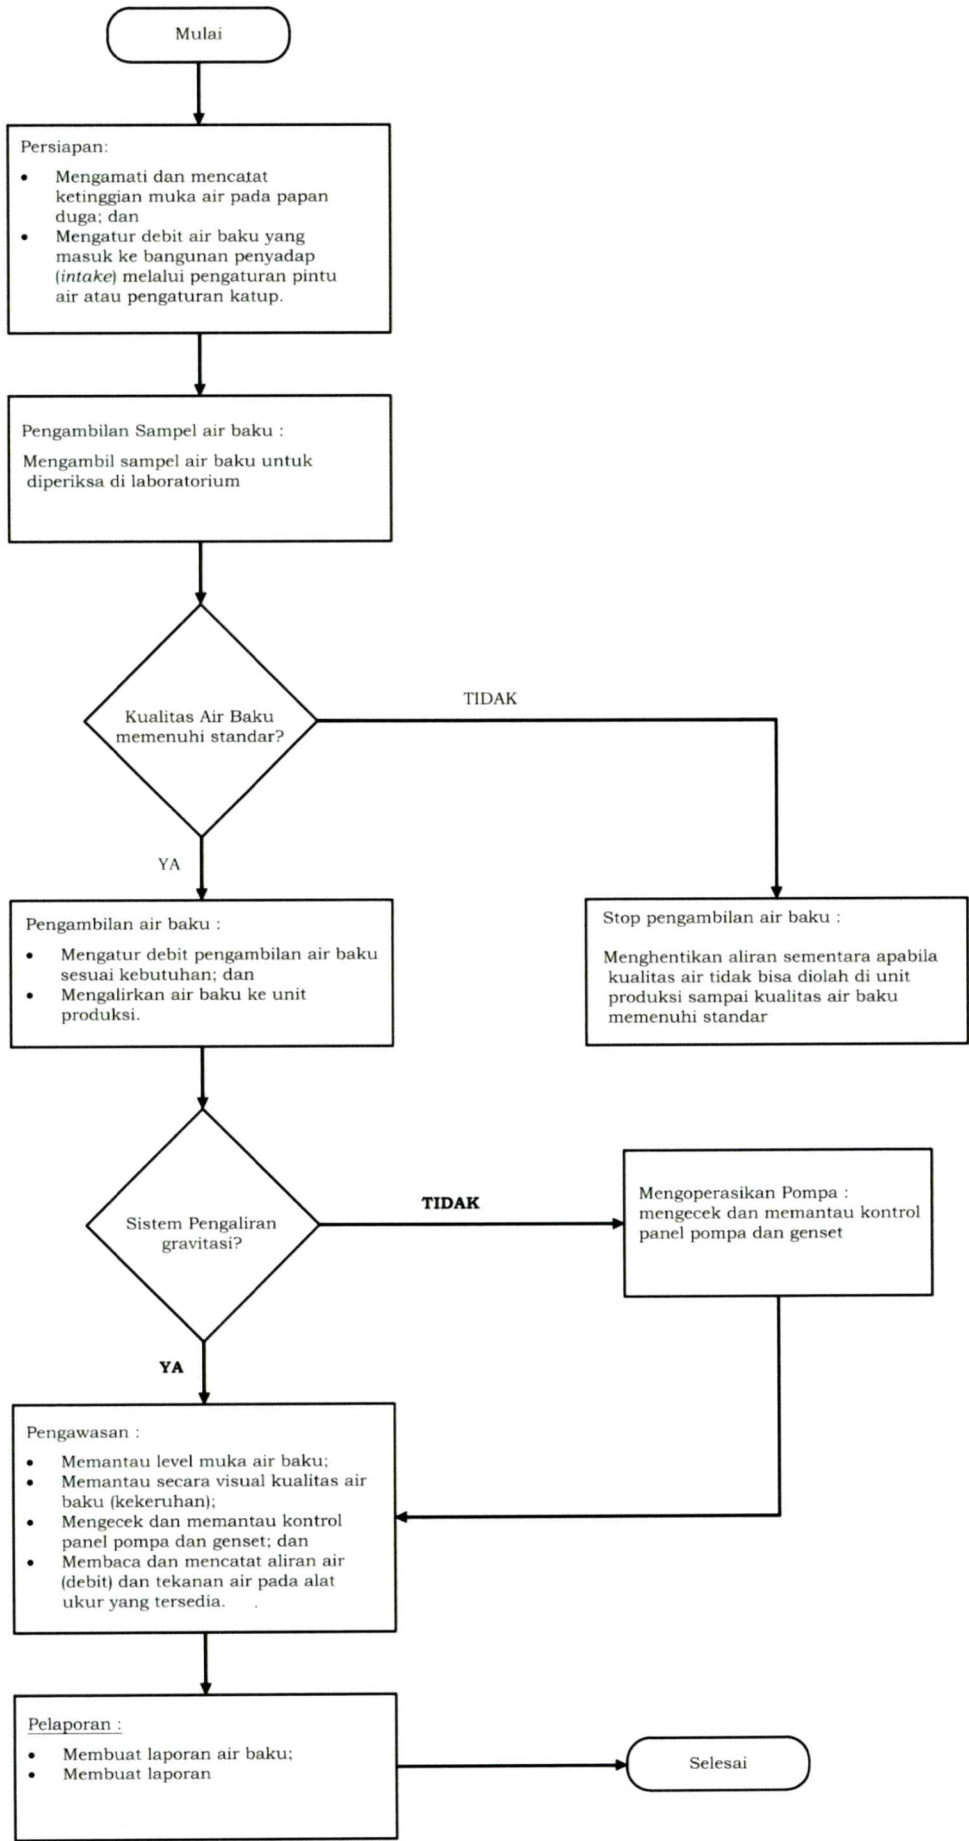 Mulai
Persiapan:
• Mengamati dan mencatat
ketinggian muka air pada papan
duga; dan
• Mengatur debit air baku yang
masuk ke bangunan penyadap
(intake) melalui pengaturan pintu
air atau pengaturan katup.
Pengambilan Sampel air baku :
Mengambil sampel air baku untuk
diperiksa di laboratorium
Kualitas Air Baku
memenuhi standar?
TIDAK
YA
Pengambilan air baku :
• Mengatur debit pengambilan air baku
sesuai kebutuhan; dan
• Mengalirkan air baku ke unit
produksi.
Stop pengambilan air baku :
Menghentikan aliran sementara apabila
kualitas air tidak bisa diolah di unit
produksi sampai kualitas air baku
memenuhi standar
Sistem Pengaliran
gravitasi?
TIDAK
Mengoperasikan Pompa :
mengecek dan memantau kontrol
panel pompa dan genset
YA
Pengawasan :
• Memantau level muka air baku;
• Memantau secara visual kualitas air
baku (kekeruhan);
• Mengecek dan memantau kontrol
panel pompa dan genset; dan
• Membaca dan mencatat aliran air
(debit) dan tekanan air pada alat
ukur yang tersedia.
Pelaporan :
• Membuat laporan air baku;
• Membuat laporan
Selesai